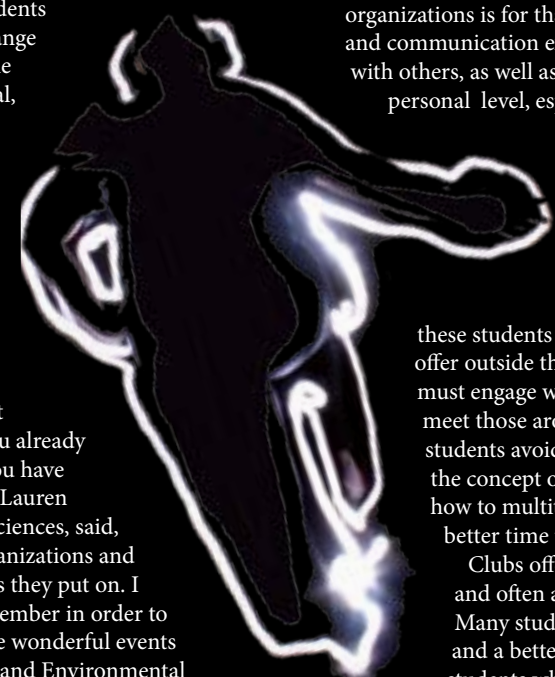 dents
ange
e
al,
t
u already
ou have
Lauren
ciences, said,
anizations and
s they put on. I
ember in order to
e wonderful events
and Environmental
organizations is for the
and communication e
with others, as well as
personal level, es
these students
offer outside th
must engage w
meet those aro
students avoid
the concept o
how to multi
better time
Clubs off
and often a
Many stud
and a bette